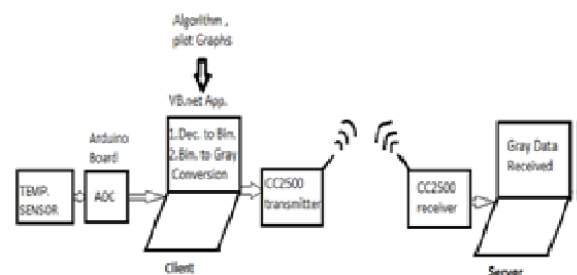 Algorithm ,
plot Graphs
VB.net App.
Arduino
Board
1.Dec. to Bin.
2.Bin. to Gray
Conversion
TEMP.
SENSOR
ADC
CC2500
transmitter
CC2500
receiver
Gray Data
Received
Client
Server